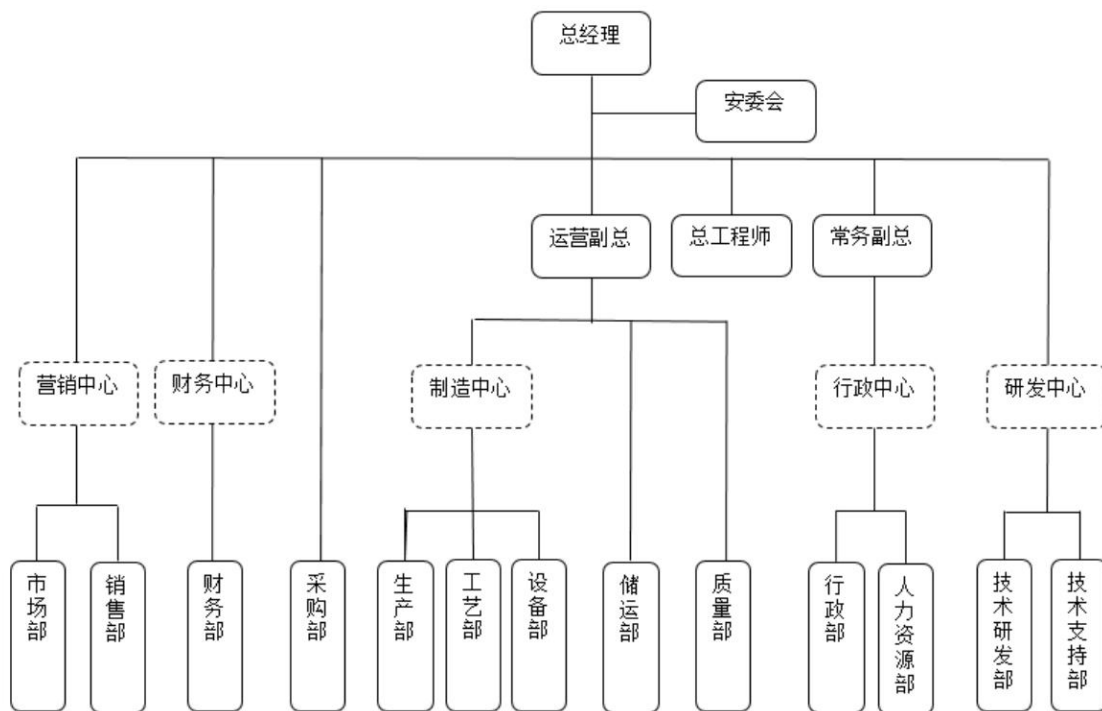 总经理
安委会
运营副总
总工程师
常务副总
营销中心
财务中心
制造中心
行政中心
研发中心
市场部
销售部
财务部
采购部
生产部
工艺部
设备部
储运部
质量部
行政部
人力资源部
技术研发部
技术支持部